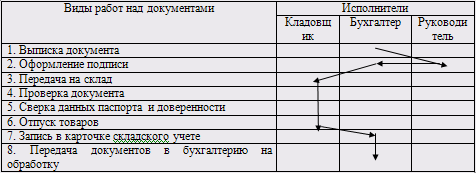 Виды работ над документами
Исполнители
Кладовщ
ик
Бухгалтер
Руководи
тель
1. Выписка документа
2. Оформление подписи
3. Передача на склад
4. Проверка документа
5. Сверка данных паспорта и доверенности
6. Отпуск товаров
7. Запись в карточке складского учете
8. Передача документов в бухгалтерию на
обработку